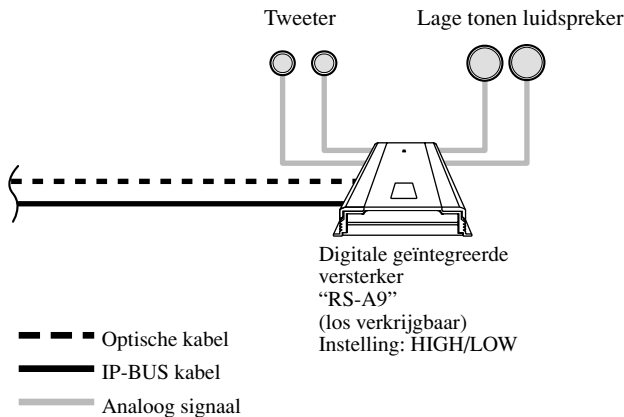 Tweeter
Lage tonen luidspreker
Digitale geïntegreerde
versterker
“RS-A9”
(los verkrijgbaar)
Instelling: HIGH/LOW
Optische kabel
IP-BUS kabel
Analoog signaal